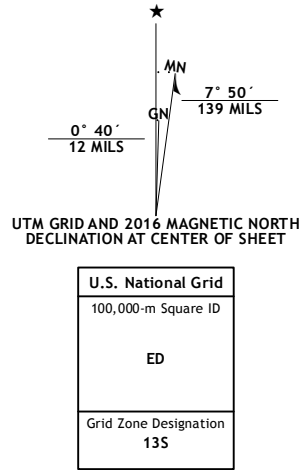 MN
GN
7° 50´
139 MILS
0° 40´
12 MILS
UTM GRID AND 2016 MAGNETIC NORTH
DECLINATION AT CENTER OF SHEET
U.S. National Grid
100,000-m Square ID
ED
Grid Zone Designation
13S